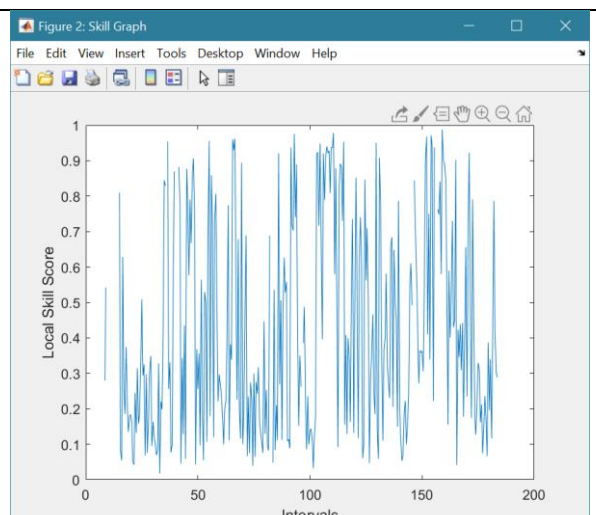 Figure 2: Skill Graph
File Edit View Insert Tools Desktop Window Help
1
0.9
0.8
0.7
0.6
0.5
0.4
0.3
0.2
0.1
0
Local Skill Score
0 50 100 150 200
Intervals